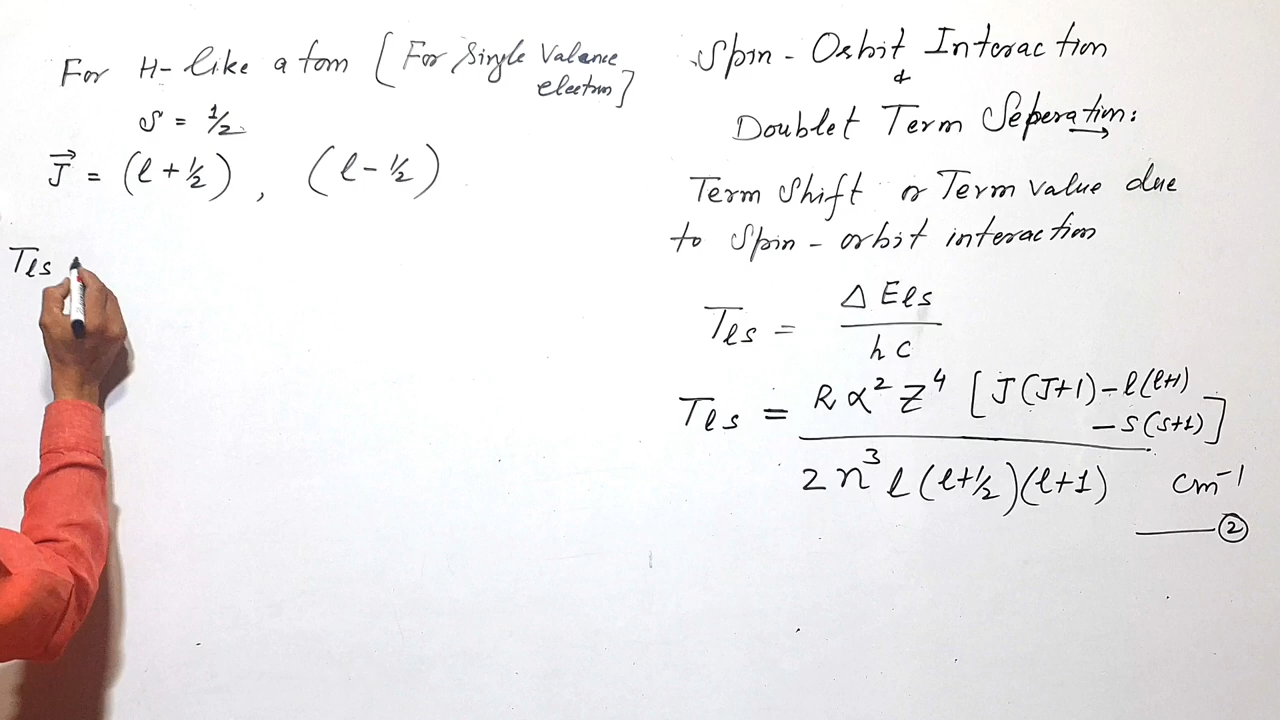 For H-like atom [For Single Valance electron]
S = 1/2
J⃗ = (l + 1/2) , (l - 1/2)
Tls
Spin - Orbit Interaction
&
Doublet Term Seperation:
Term Shift or Term value due
to Spin - orbit interaction
Tls = ΔEls / hc
Tls = Rα²Z⁴ [J(J+1) - l(l+1) - s(s+1)] / 2n³l(l+1/2)(l+1) cm⁻¹
②